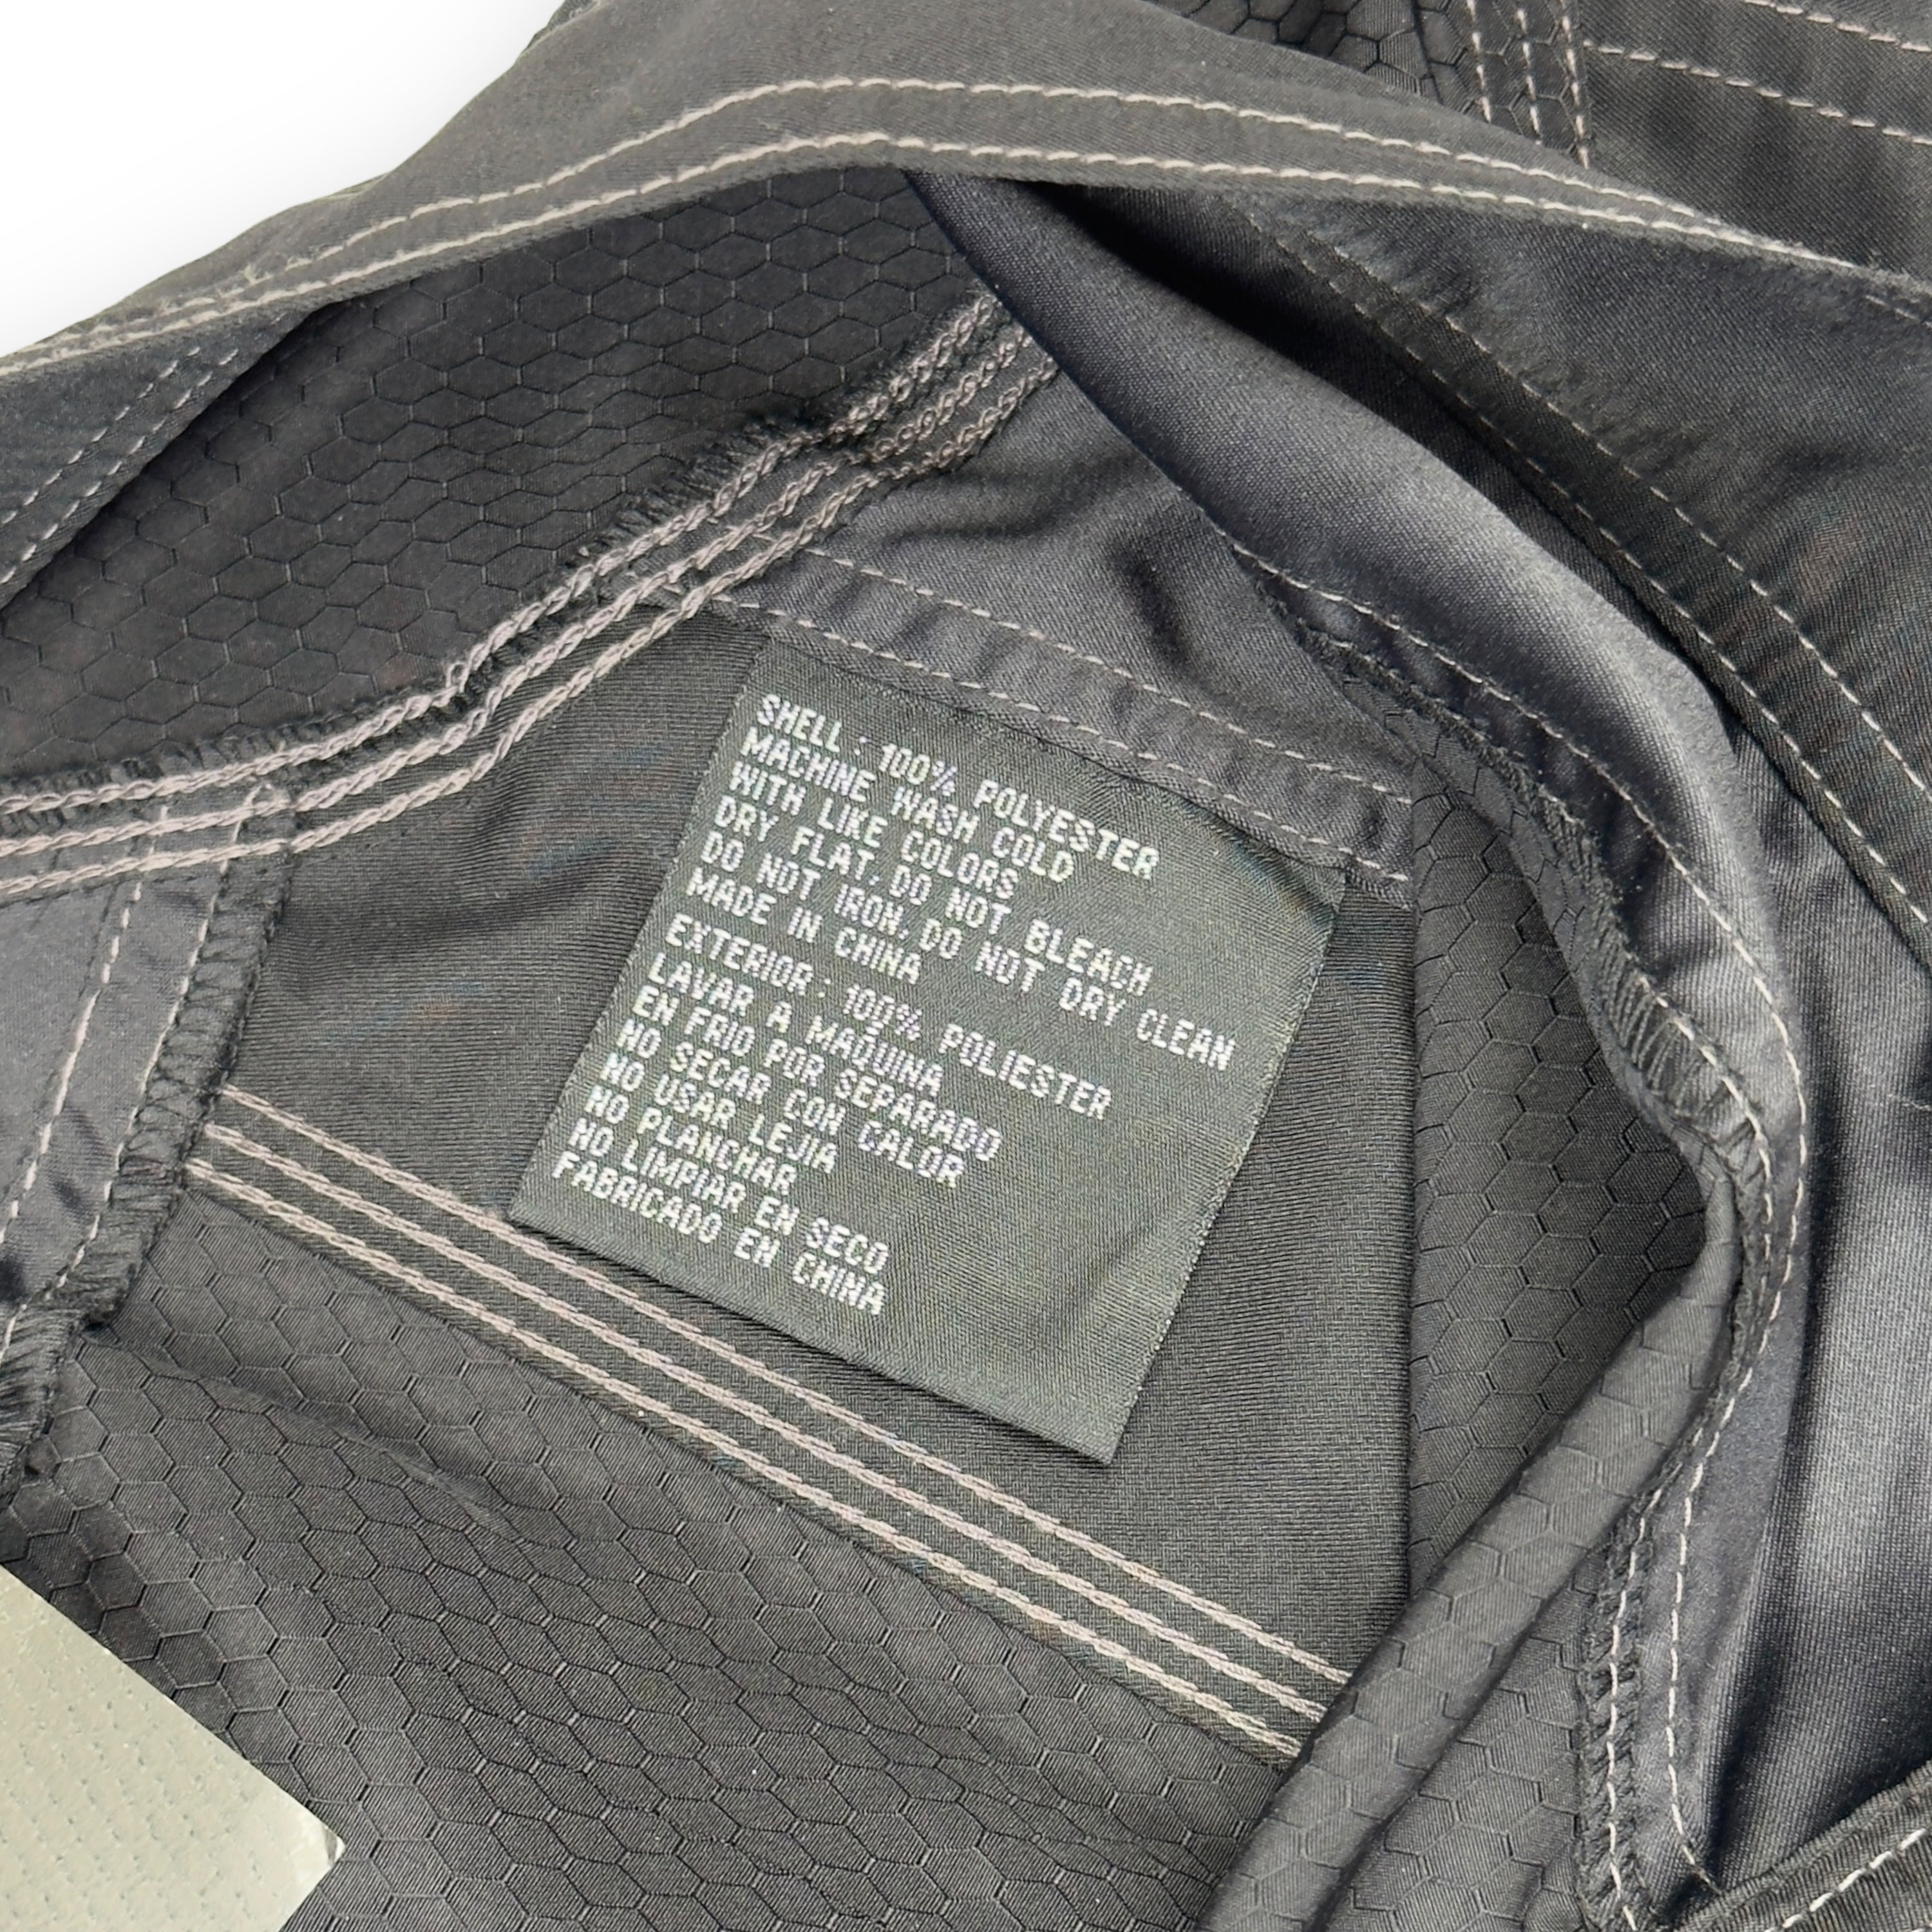 SHELL : 100% POLYESTER
MACHINE WASH COLD
WITH LIKE COLORS
DRY FLAT, DO NOT BLEACH
DO NOT IRON, DO NOT DRY CLEAN
MADE IN CHINA
EXTERIOR : 100% POLIESTER
LAVAR A MAQUINA
EN FRIO POR SEPARADO
NO SECAR CON CALOR
NO USAR LEJIA
NO PLANCHAR
NO LIMPIAR EN SECO
FABRICADO EN CHINA